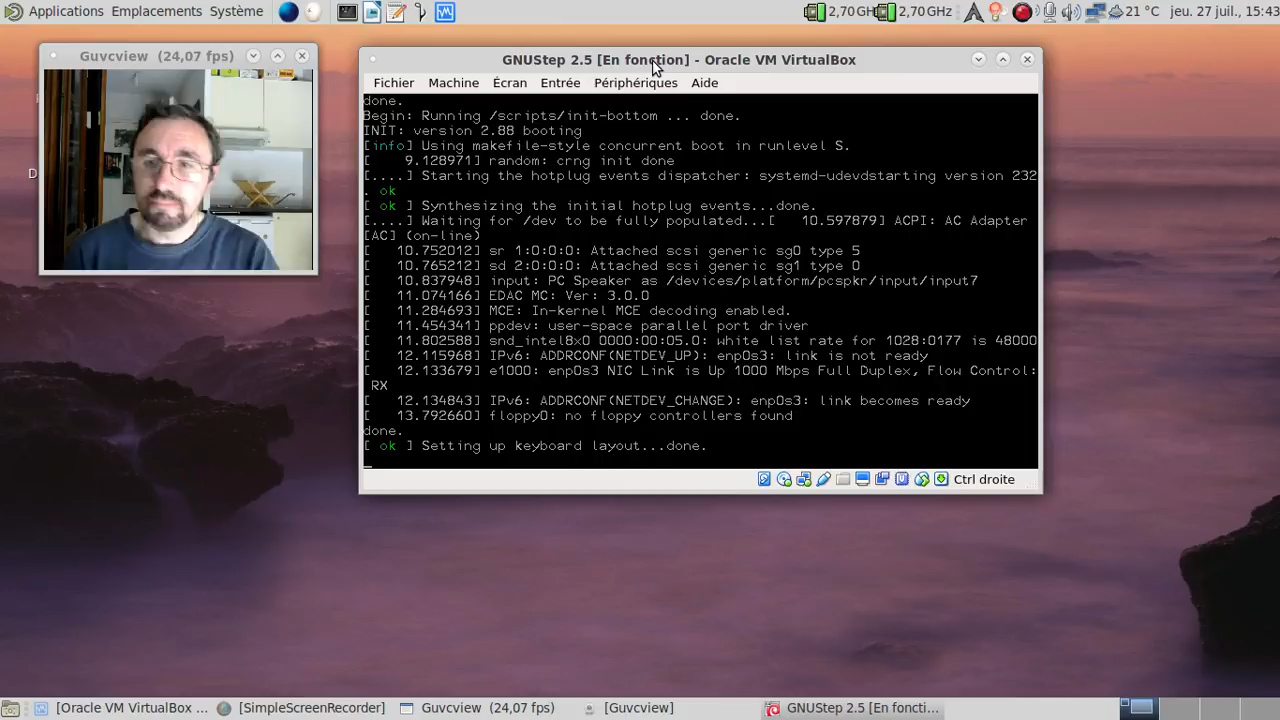 Applications Emplacements Système 2,70 GHz 2,70 GHz 21°C jeu. 27 juil., 15:43
Guvcview (24,07 fps)
GNUStep 2.5 [En fonction] - Oracle VM VirtualBox
Fichier Machine Écran Entrée Périphériques Aide
done.
Begin: Running /scripts/init-bottom ... done.
INIT: version 2.88 booting
[info] Using makefile-style concurrent boot in runlevel S.
[    9.128971] random: crng init done
[....] Starting the hotplug events dispatcher: systemd-udevdstarting version 232
. ok
[ ok ] Synthesizing the initial hotplug events...done.
[....] Waiting for /dev to be fully populated...[   10.597879] ACPI: AC Adapter
[AC] (on-line)
[   10.752012] sr 1:0:0:0: Attached scsi generic sg0 type 5
[   10.765212] sd 2:0:0:0: Attached scsi generic sg1 type 0
[   10.837948] input: PC Speaker as /devices/platform/pcspkr/input/input7
[   11.074166] EDAC MC: Ver: 3.0.0
[   11.284693] MCE: In-kernel MCE decoding enabled.
[   11.454341] ppdev: user-space parallel port driver
[   11.802588] snd_intel8x0 0000:00:05.0: white list rate for 1028:0177 is 48000
[   12.115968] IPv6: ADDRCONF(NETDEV_UP): enp0s3: link is not ready
[   12.133679] e1000: enp0s3 NIC Link is Up 1000 Mbps Full Duplex, Flow Control:
RX
[   12.134843] IPv6: ADDRCONF(NETDEV_CHANGE): enp0s3: link becomes ready
[   13.792660] floppy0: no floppy controllers found
done.
[ ok ] Setting up keyboard layout...done.
Ctrl droite
D
[Oracle VM VirtualBox ... [SimpleScreenRecorder] Guvcview (24,07 fps) [Guvcview] GNUStep 2.5 [En foncti...